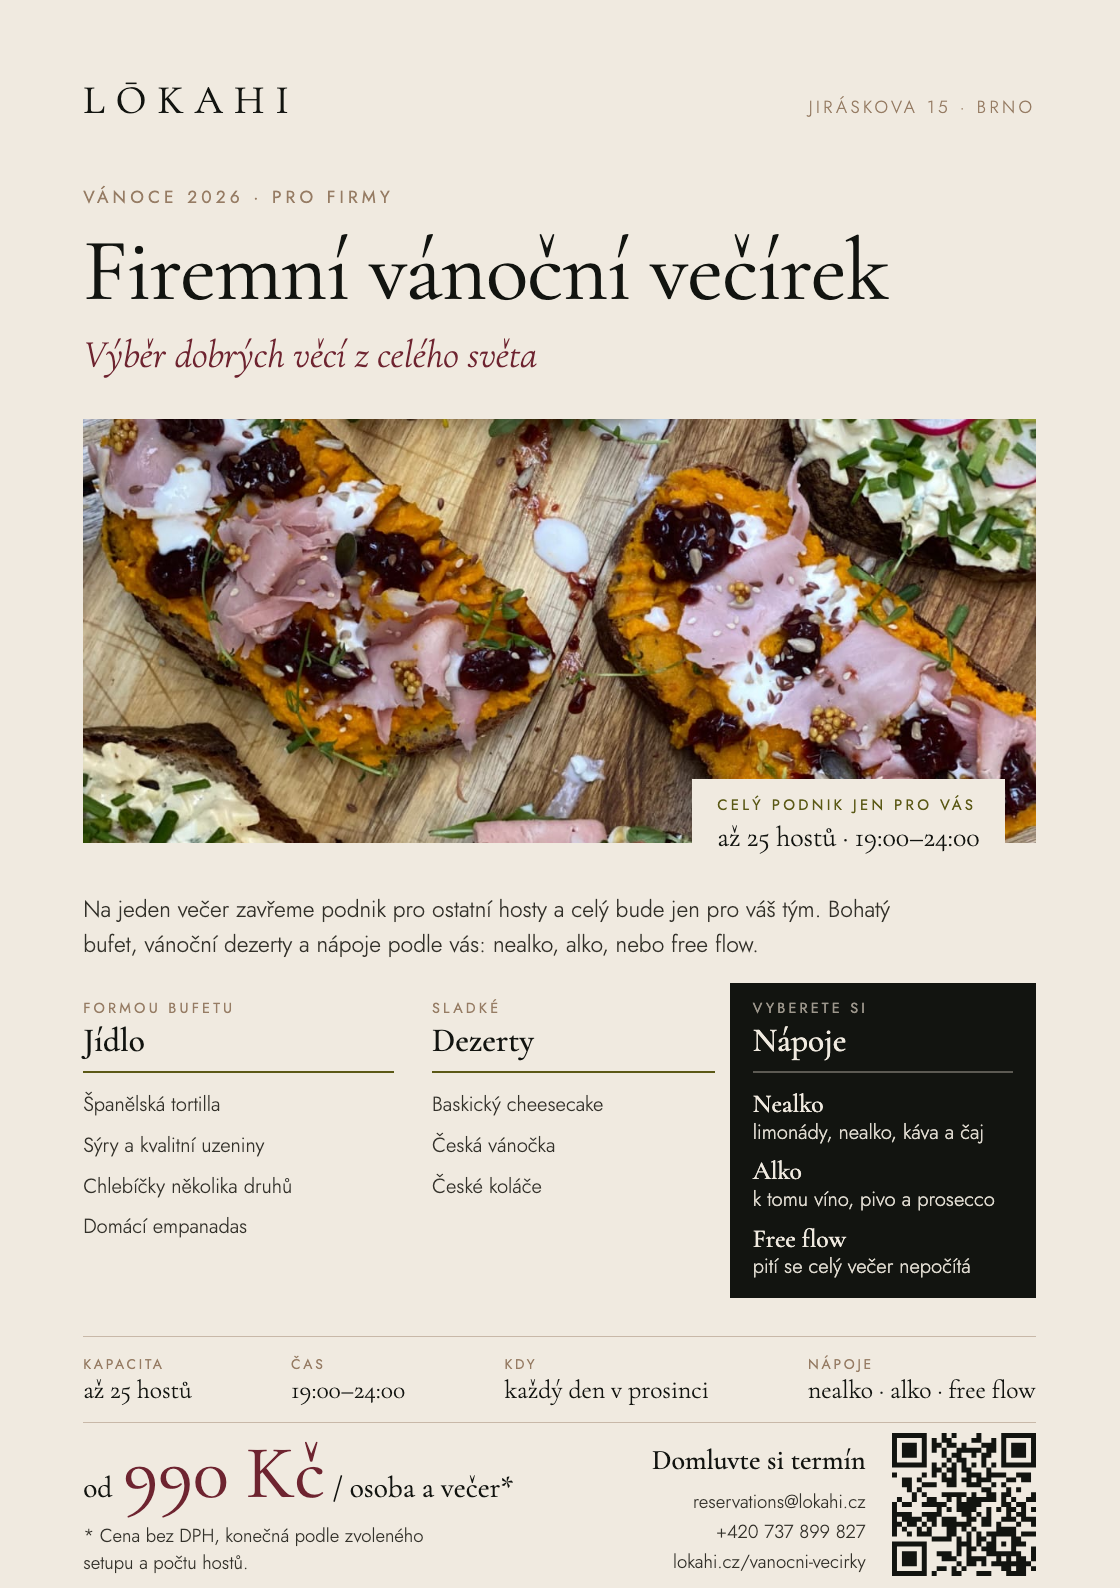 LŌKAHI
JIRÁSKOVA 15 · BRNO
VÁNOCE 2026 · PRO FIRMY
Firemní vánoční večírek
Výběr dobrých věcí z celého světa
CELÝ PODNIK JEN PRO VÁS
až 25 hostů · 19:00–24:00
Na jeden večer zavřeme podnik pro ostatní hosty a celý bude jen pro váš tým. Bohatý
bufet, vánoční dezerty a nápoje podle vás: nealko, alko, nebo free flow.
FORMOU BUFETU
Jídlo
Španělská tortilla
Sýry a kvalitní uzeniny
Chlebíčky několika druhů
Domácí empanadas
SLADKÉ
Dezerty
Baskický cheesecake
Česká vánočka
České koláče
VYBERETE SI
Nápoje
Nealko
limonády, nealko, káva a čaj
Alko
k tomu víno, pivo a prosecco
Free flow
pití se celý večer nepočítá
KAPACITA
až 25 hostů
ČAS
19:00–24:00
KDY
každý den v prosinci
NÁPOJE
nealko · alko · free flow
od 990 Kč / osoba a večer*
* Cena bez DPH, konečná podle zvoleného
setupu a počtu hostů.
Domluvte si termín
reservations@lokahi.cz
+420 737 899 827
lokahi.cz/vanocni-vecirky